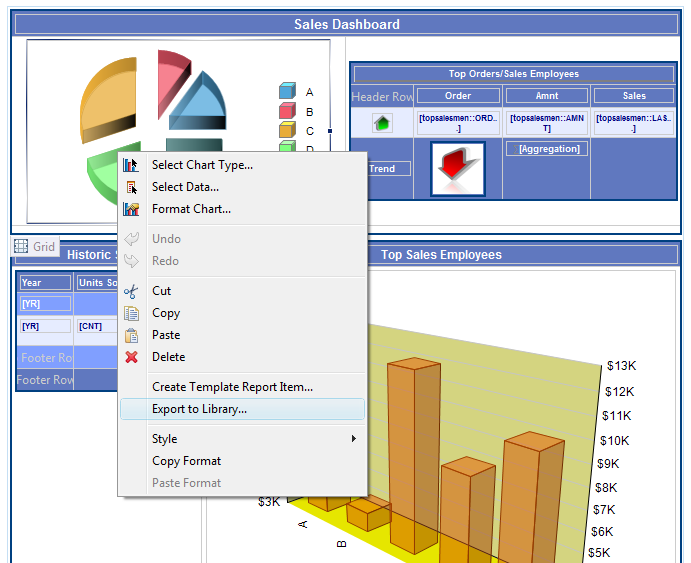 Sales Dashboard
A
B
C
D
Top Orders/Sales Employees
Header Row
Order
Amnt
Sales
[topsalesmen::ORD..
.]
[topsalesmen::AMN
T]
[topsalesmen::LAS..
.]
Trend
[Aggregation]
Select Chart Type...
Select Data...
Format Chart...
Undo
Redo
Cut
Copy
Paste
Delete
Create Template Report Item...
Export to Library...
Style
Copy Format
Paste Format
Grid
Historic
Year
Units So
[YR]
[YR]
[CNT]
Footer Ro
Footer Row
Top Sales Employees
$13K
$12K
$11K
$10K
$9K
$8K
$7K
$6K
$5K
$3K
A
B